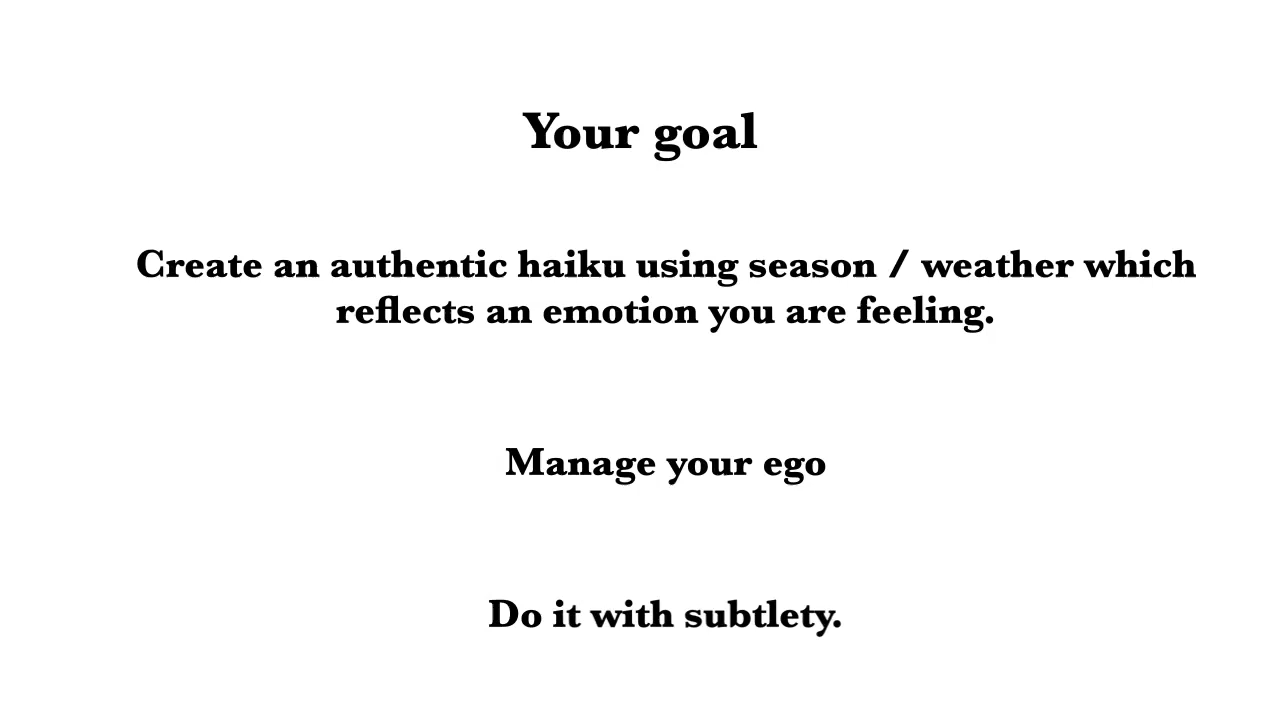 Your goal
Create an authentic haiku using season / weather which
reflects an emotion you are feeling.
Manage your ego
Do it with subtlety.